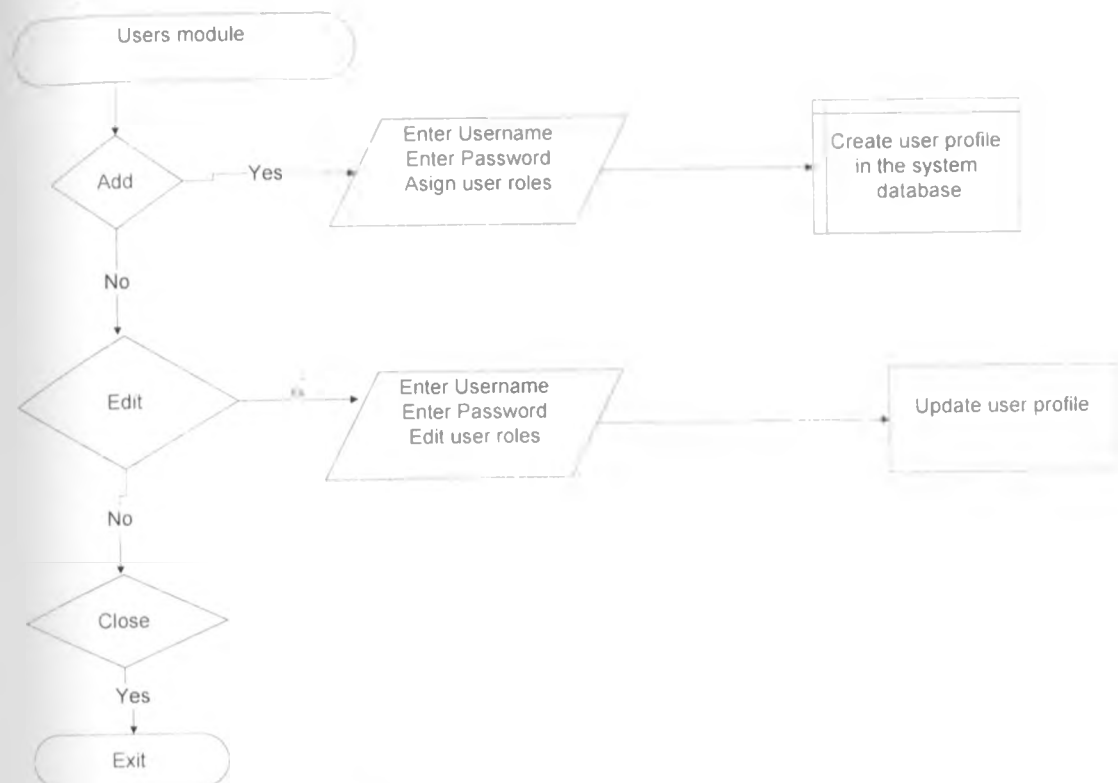 Users module
Add
Yes
Enter Username
Enter Password
Asign user roles
Create user profile
in the system
database
No
Edit
Enter Username
Enter Password
Edit user roles
Update user profile
No
Close
Yes
Exit